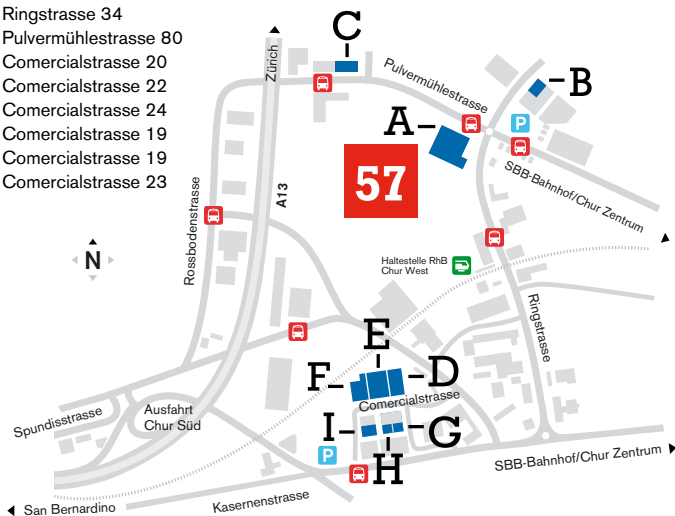 Ringstrasse 34
Pulvermühlestrasse 80
Comercialstrasse 20
Comercialstrasse 22
Comercialstrasse 24
Comercialstrasse 19
Comercialstrasse 19
Comercialstrasse 23
C
Zürich
Pulvermühlestrasse
B
A
P
57
SBB-Bahnhof/Chur Zentrum
A13
Rossbodenstrasse
N
Haltestelle RhB
Chur West
Ringstrasse
E
F
D
Comercialstrasse
Spundisstrasse
Ausfahrt
Chur Süd
I
G
P
H
SBB-Bahnhof/Chur Zentrum
Kasernenstrasse
San Bernardino